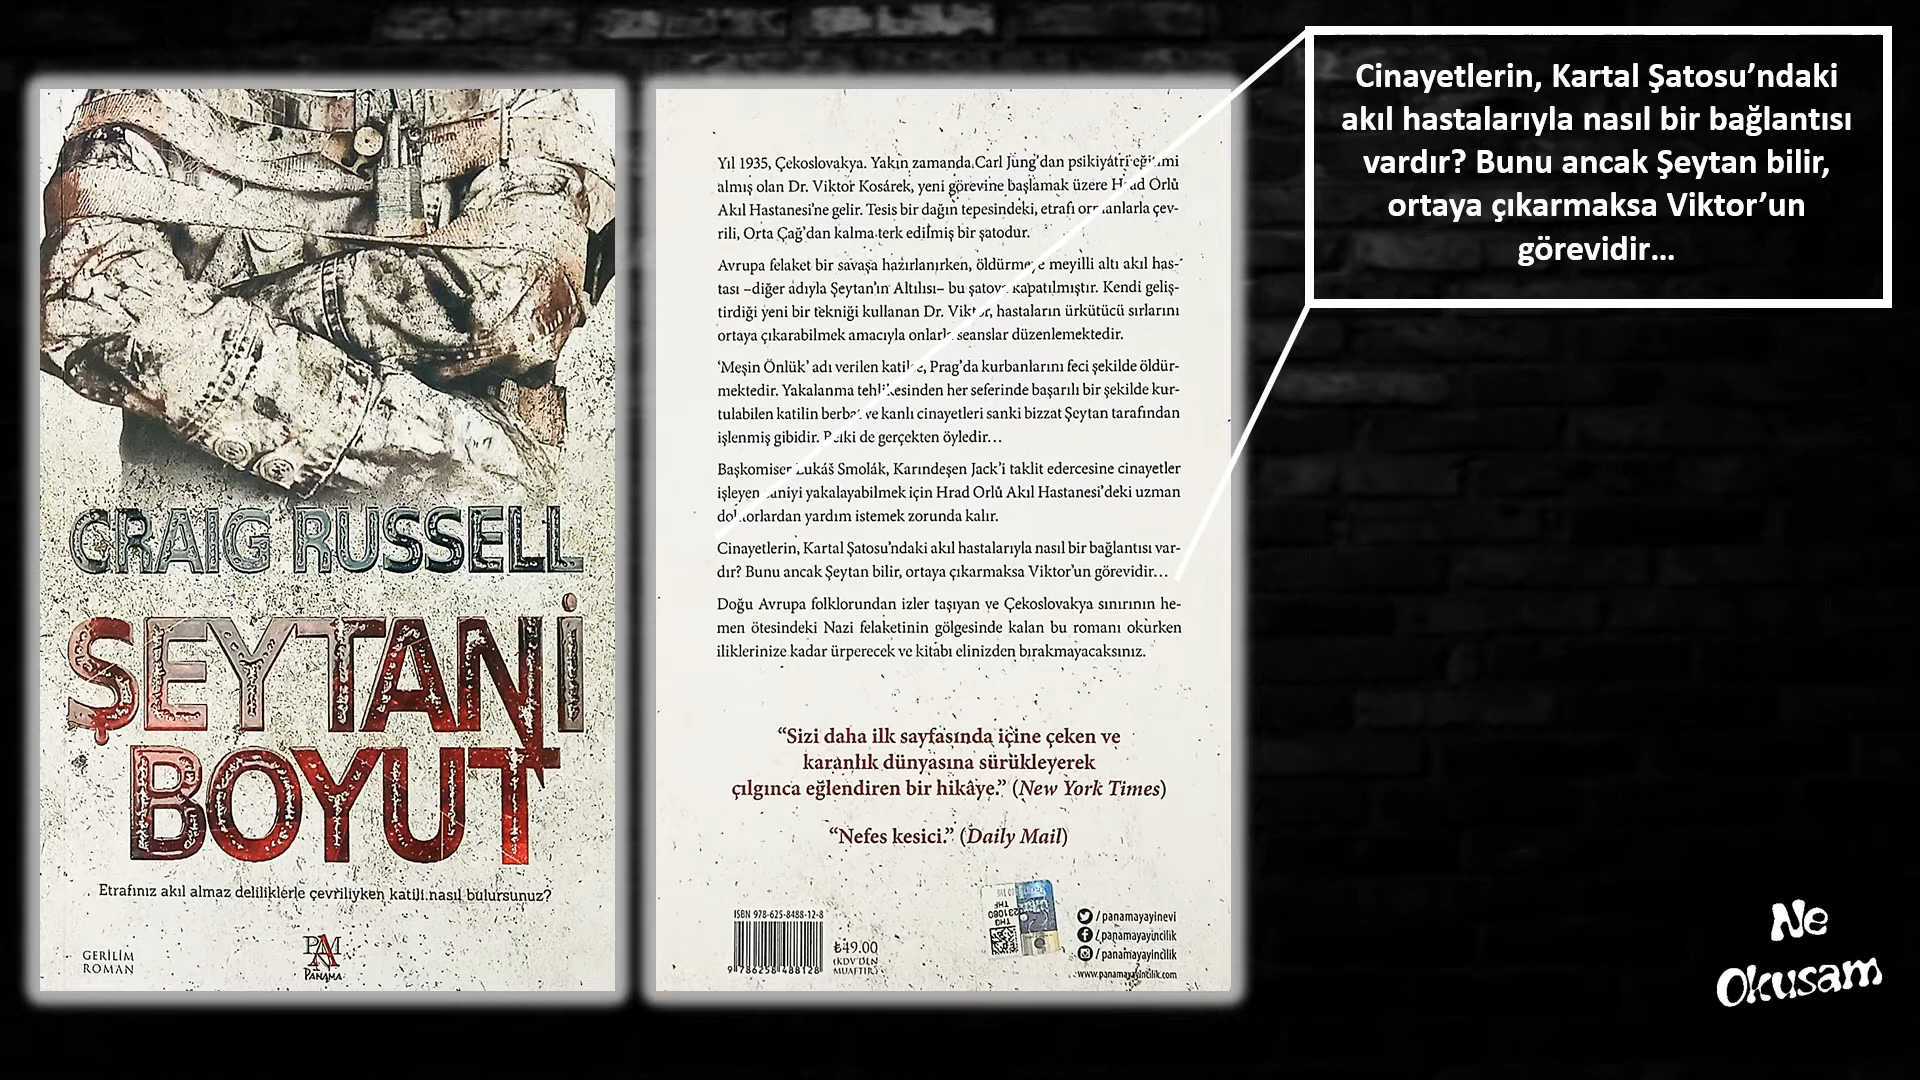 CRAIG RUSSELL
ŞEYTANİ
BOYUT
Etrafınız akıl almaz deliliklerle çevriliyken katili nasıl bulursunuz?
GERİLİM
ROMAN
PANAMA
Yıl 1935, Çekoslovakya. Yakın zamanda Carl Jung’dan psikiyatri eğitimi
almış olan Dr. Viktor Kosárek, yeni görevine başlamak üzere Hrad Orlů
Akıl Hastanesi’ne gelir. Tesis bir dağın tepesindeki, etrafı ormanlarla çev-
rili, Orta Çağ’dan kalma terk edilmiş bir şatodur.
Avrupa felaket bir savaşa hazırlanırken, öldürmeye meyilli altı akıl has-
tası –diğer adıyla Şeytan’ın Altılısı– bu şatoya kapatılmıştır. Kendi geliş-
tirdiği yeni bir tekniği kullanan Dr. Viktor, hastaların ürkütücü sırlarını
ortaya çıkarabilmek amacıyla onlarla seanslar düzenlemektedir.
‘Meşin Önlük’ adı verilen katilse, Prag’da kurbanlarını feci şekilde öldür-
mektedir. Yakalanma tehlikesinden her seferinde başarılı bir şekilde kur-
tulabilen katilin berbat ve kanlı cinayetleri sanki bizzat Şeytan tarafından
işlenmiş gibidir. Belki de gerçekten öyledir…
Başkomiser Lukáš Smolák, Karındeşen Jack’i taklit edercesine cinayetler
işleyen caniyi yakalayabilmek için Hrad Orlů Akıl Hastanesi’deki uzman
doktorlardan yardım istemek zorunda kalır.
Cinayetlerin, Kartal Şatosu’ndaki akıl hastalarıyla nasıl bir bağlantısı var-
dır? Bunu ancak Şeytan bilir, ortaya çıkarmaksa Viktor’un görevidir…
Doğu Avrupa folklorundan izler taşıyan ve Çekoslovakya sınırının he-
men ötesindeki Nazi felaketinin gölgesinde kalan bu romanı okurken
iliklerinize kadar ürperecek ve kitabı elinizden bırakmayacaksınız.
“Sizi daha ilk sayfasında içine çeken ve
karanlık dünyasına sürükleyerek
çılgınca eğlendiren bir hikâye.” (New York Times)
“Nefes kesici.” (Daily Mail)
ISBN 978-625-8488-12-8
9 786258 488128
₺49.00
(KDV’DEN
MUAFTIR)
/panamayayinevi
/panamayayincilik
/panamayayincilik
www.panamayayincilik.com
Cinayetlerin, Kartal Şatosu’ndaki
akıl hastalarıyla nasıl bir bağlantısı
vardır? Bunu ancak Şeytan bilir,
ortaya çıkarmaksa Viktor’un
görevidir…
Ne
Okusam